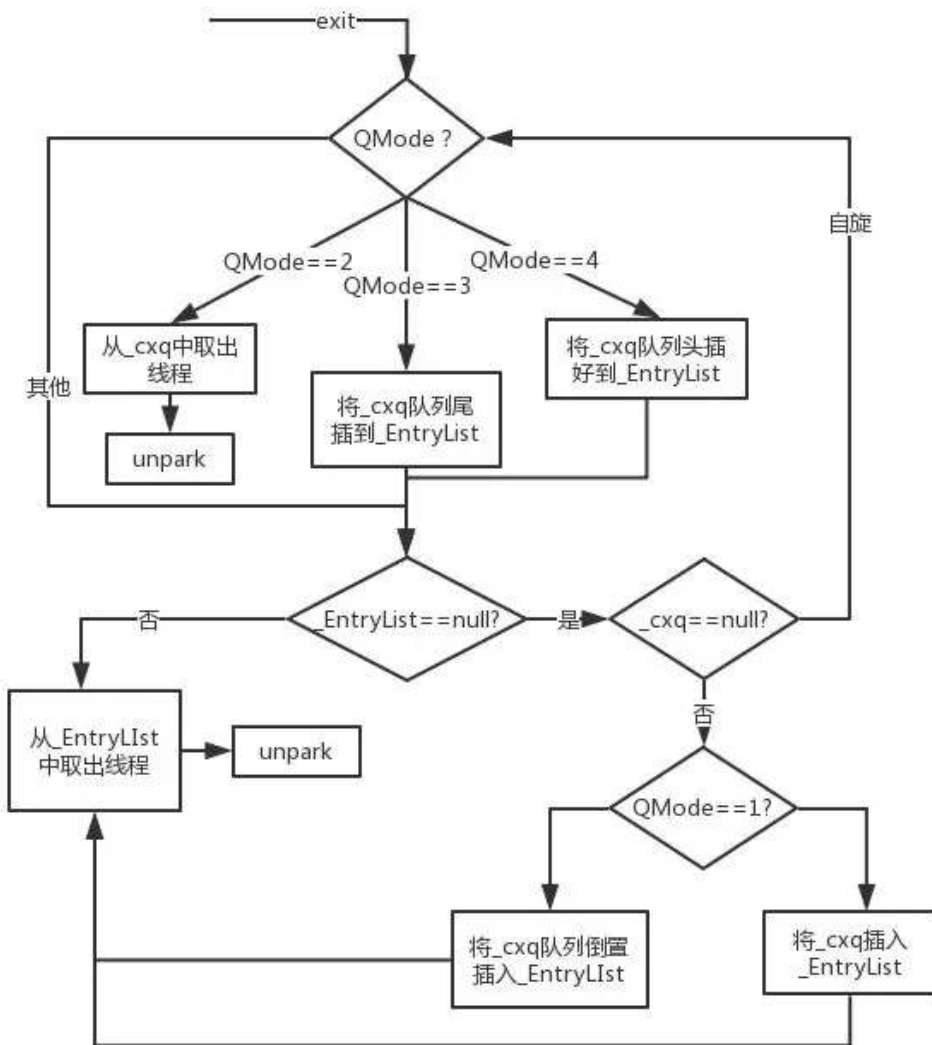 exit
QMode ?
自旋
QMode==2
QMode==4
QMode==3
从_cxq中取出
线程
将_cxq队列头插
好到_EntryList
其他
将_cxq队列尾
插到_EntryList
unpark
否
_EntryList==null?
是
_cxq==null?
否
从_EntryLIst
中取出线程
unpark
QMode==1?
将_cxq队列倒置
插入_EntryLIst
将_cxq插入
_EntryList